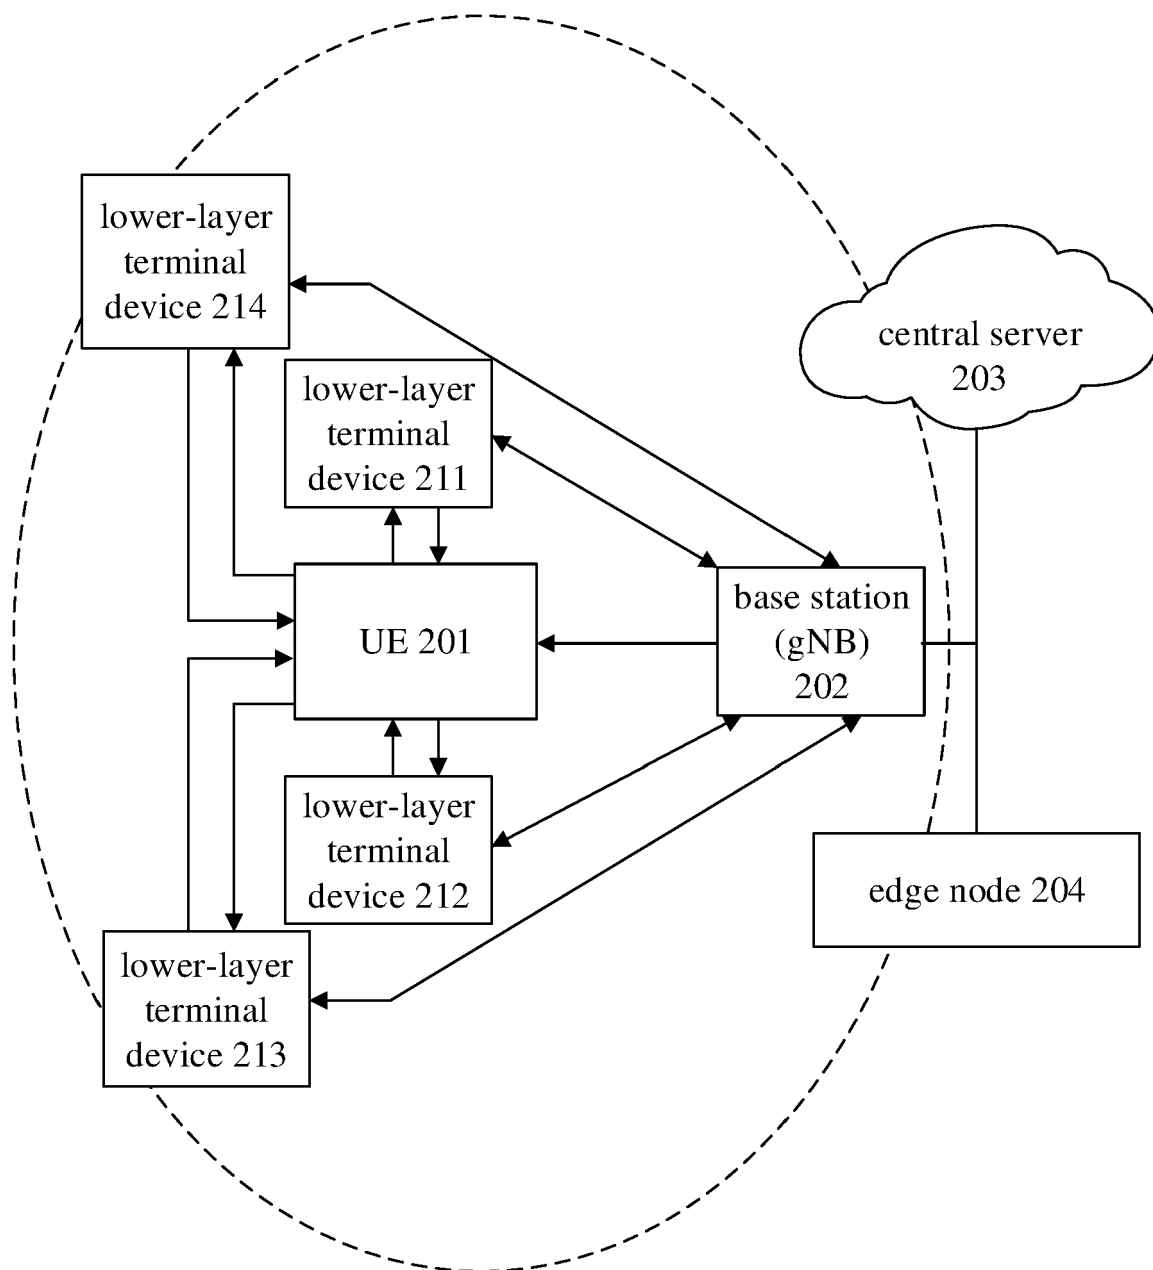 lower-layer
terminal
device 214
central server
203
lower-layer
terminal
device 211
base station
(gNB)
202
UE 201
lower-layer
terminal
device 212
edge node 204
lower-layer
terminal
device 213